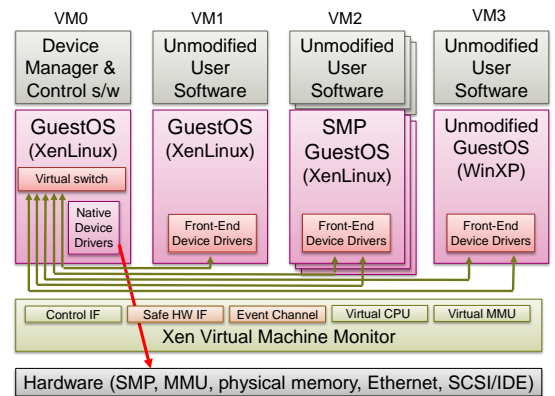 VM0
VM1
VM2
VM3
Device
Manager &
Control s/w
Unmodified
User
Software
Unmodified
User
Software
Unmodified
User
Software
GuestOS
(XenLinux)
Virtual switch
Native
Device
Drivers
GuestOS
(XenLinux)
Front-End
Device Drivers
SMP
GuestOS
(XenLinux)
Front-End
Device Drivers
Unmodified
GuestOS
(WinXP)
Front-End
Device Drivers
Control IF
Safe HW IF
Event Channel
Virtual CPU
Virtual MMU
Xen Virtual Machine Monitor
Hardware (SMP, MMU, physical memory, Ethernet, SCSI/IDE)